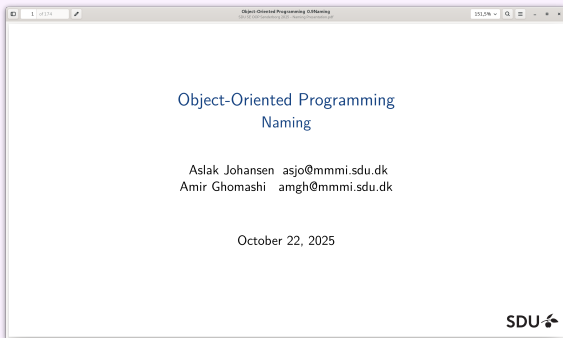 Object-Oriented Programming 0.9Naming
1 of 174
151,5%
Object-Oriented Programming
Naming
Aslak Johansen asjo@mmmi.sdu.dk
Amir Ghomashi amgh@mmmi.sdu.dk
October 22, 2025
SDU